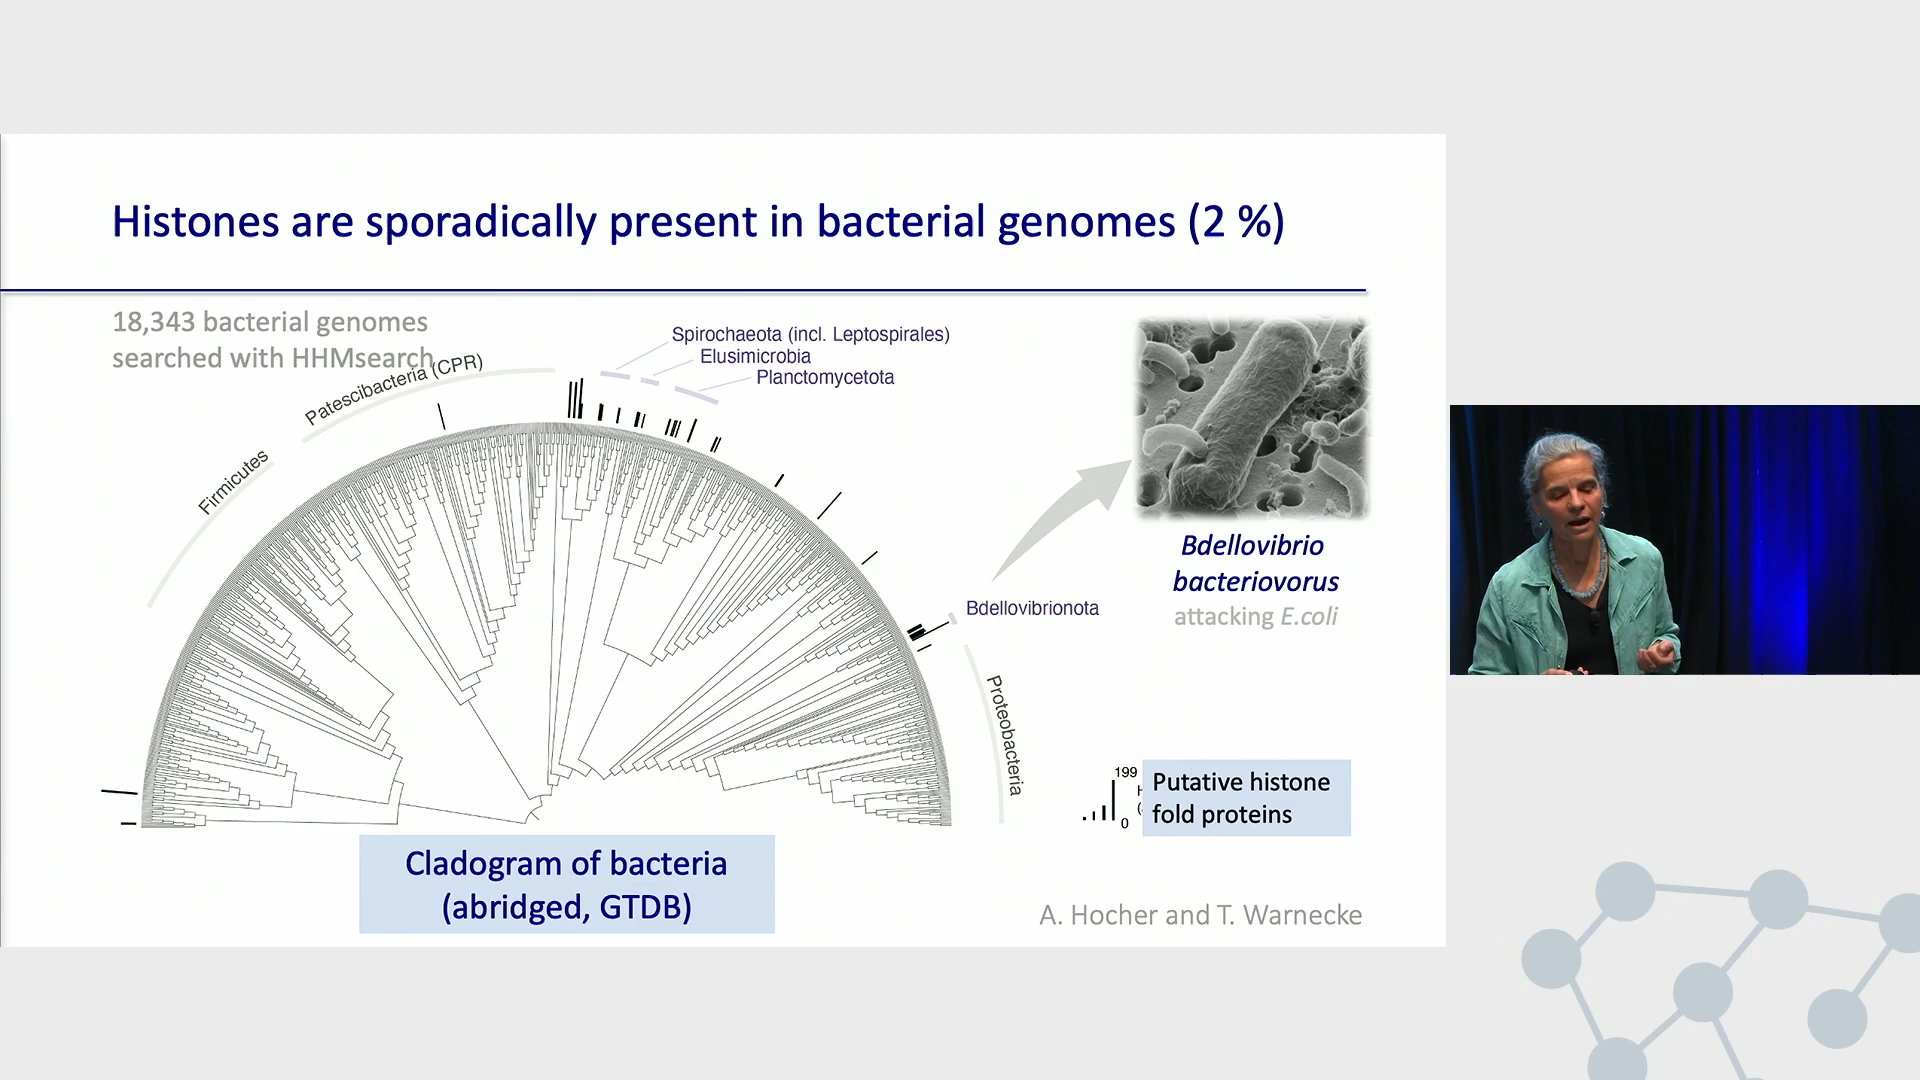 Histones are sporadically present in bacterial genomes (2 %)
18,343 bacterial genomes
searched with HHMsearch
Spirochaeota (incl. Leptospirales)
Elusimicrobia
Planctomycetota
Patescibacteria (CPR)
Firmicutes
Bdellovibrio
bacteriovorus
attacking E.coli
Bdellovibrionota
Proteobacteria
199
0
Putative histone
fold proteins
Cladogram of bacteria
(abridged, GTDB)
A. Hocher and T. Warnecke